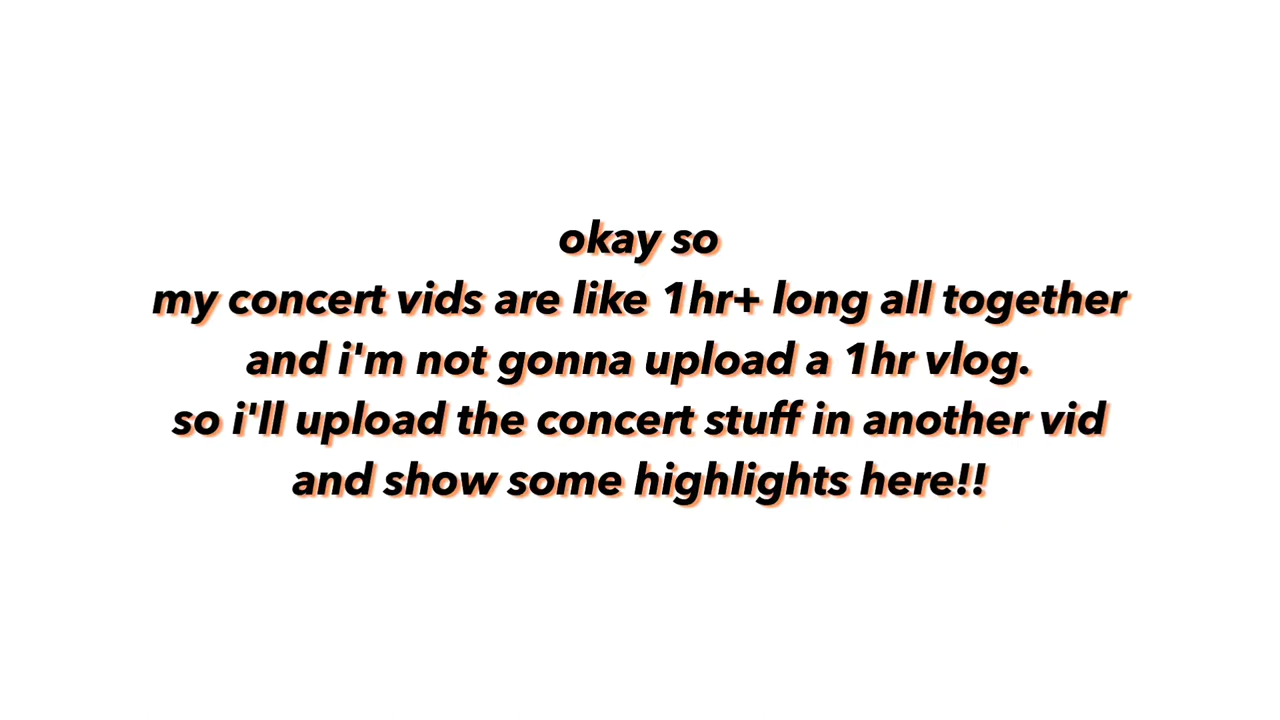 okay so
my concert vids are like 1hr+ long all together
and i'm not gonna upload a 1hr vlog.
so i'll upload the concert stuff in another vid
and show some highlights here!!